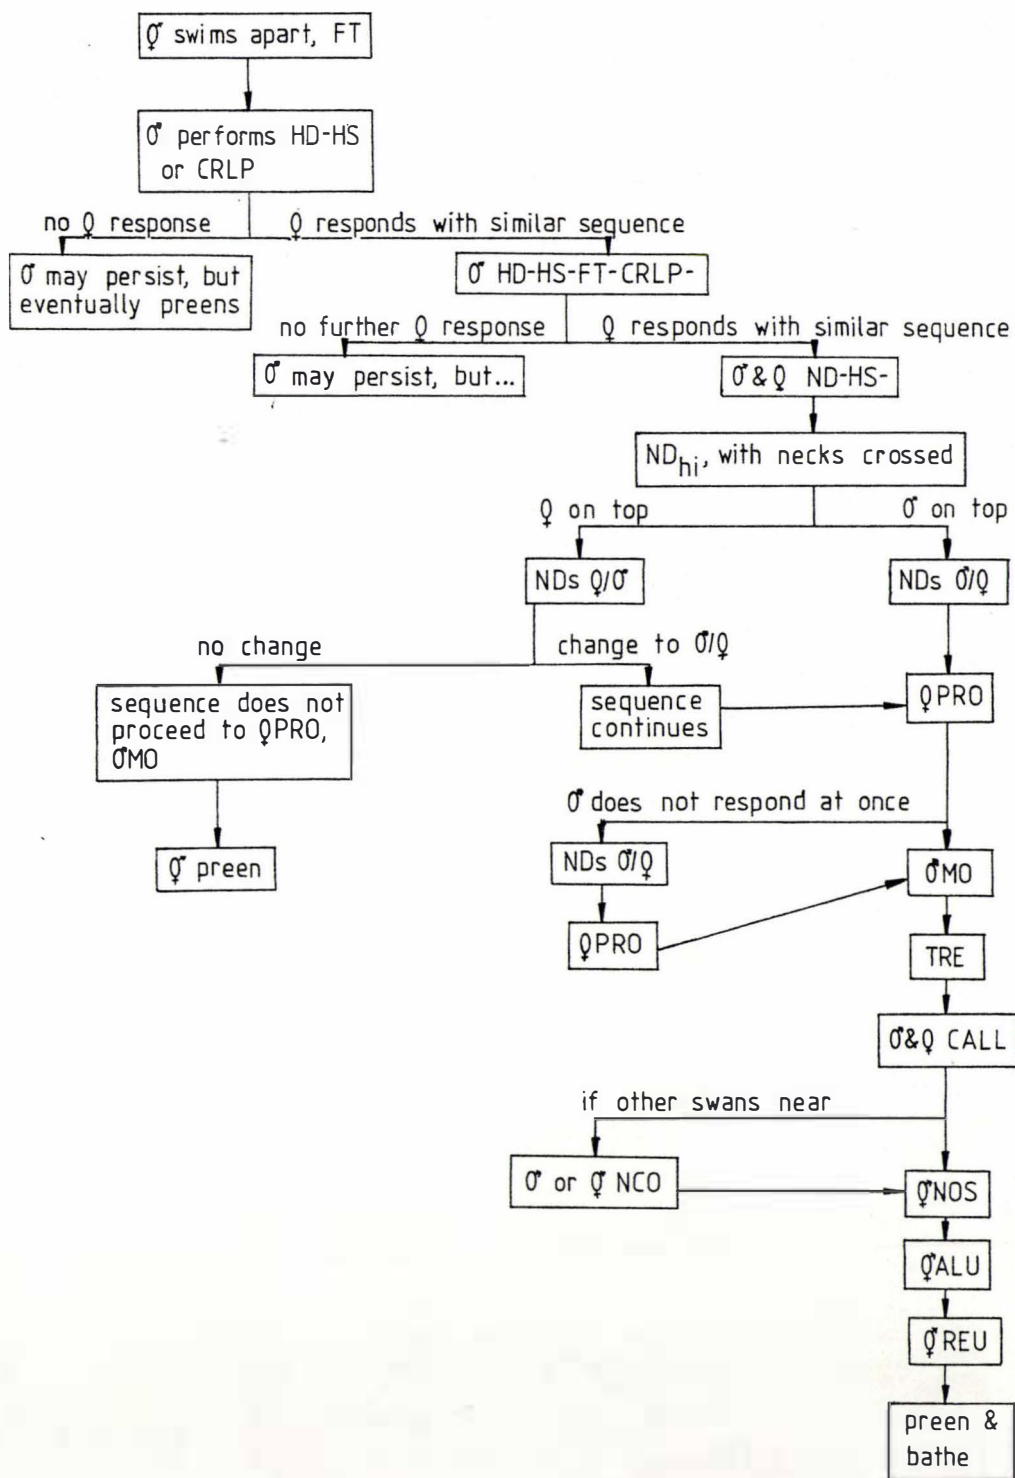 ⚥ swims apart, FT
♂ performs HD-HS
or CRLP
no ♀ response
♀ responds with similar sequence
♂ may persist, but
eventually preens
♂ HD-HS-FT-CRLP-
no further ♀ response
♀ responds with similar sequence
♂ may persist, but...
♂&♀ ND-HS-
NDhi, with necks crossed
♀ on top
♂ on top
NDs ♀/♂
NDs ♂/♀
no change
change to ♂/♀
sequence does not
proceed to ♀PRO,
♂MO
sequence
continues
♀PRO
♂ does not respond at once
⚥ preen
NDs ♂/♀
♂MO
♀PRO
TRE
♂&♀ CALL
if other swans near
♂ or ⚥ NCO
⚥NOS
⚥ALU
⚥REU
preen &
bathe